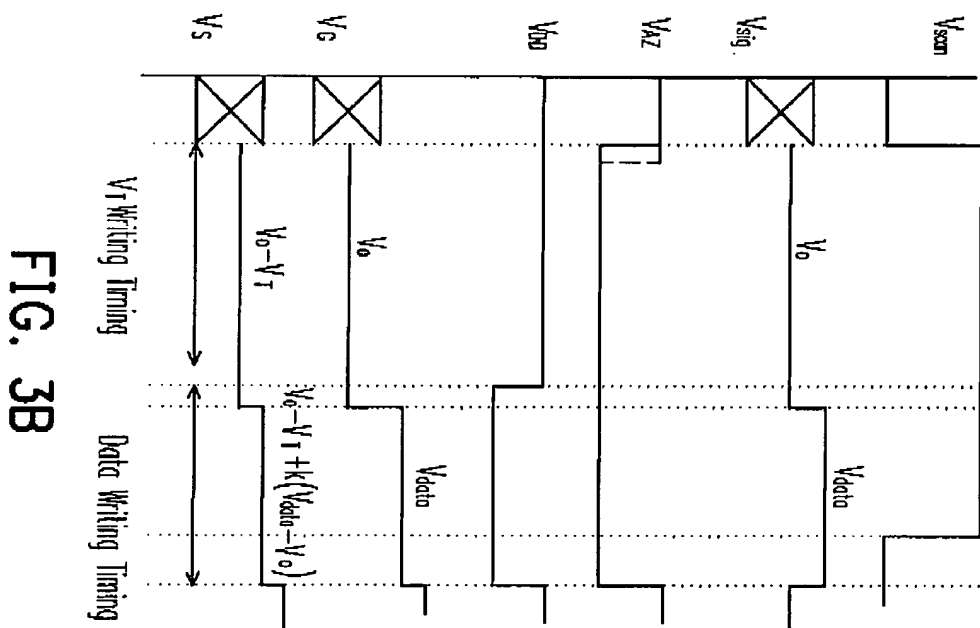 Vscan
V0
Vdata
Vsig.
VAZ
VDD
VG
V0
Vdata
VS
V0-VT
V0-VT+k(Vdata-V0)
VT Writing Timing
Data Writing Timing
FIG. 3B